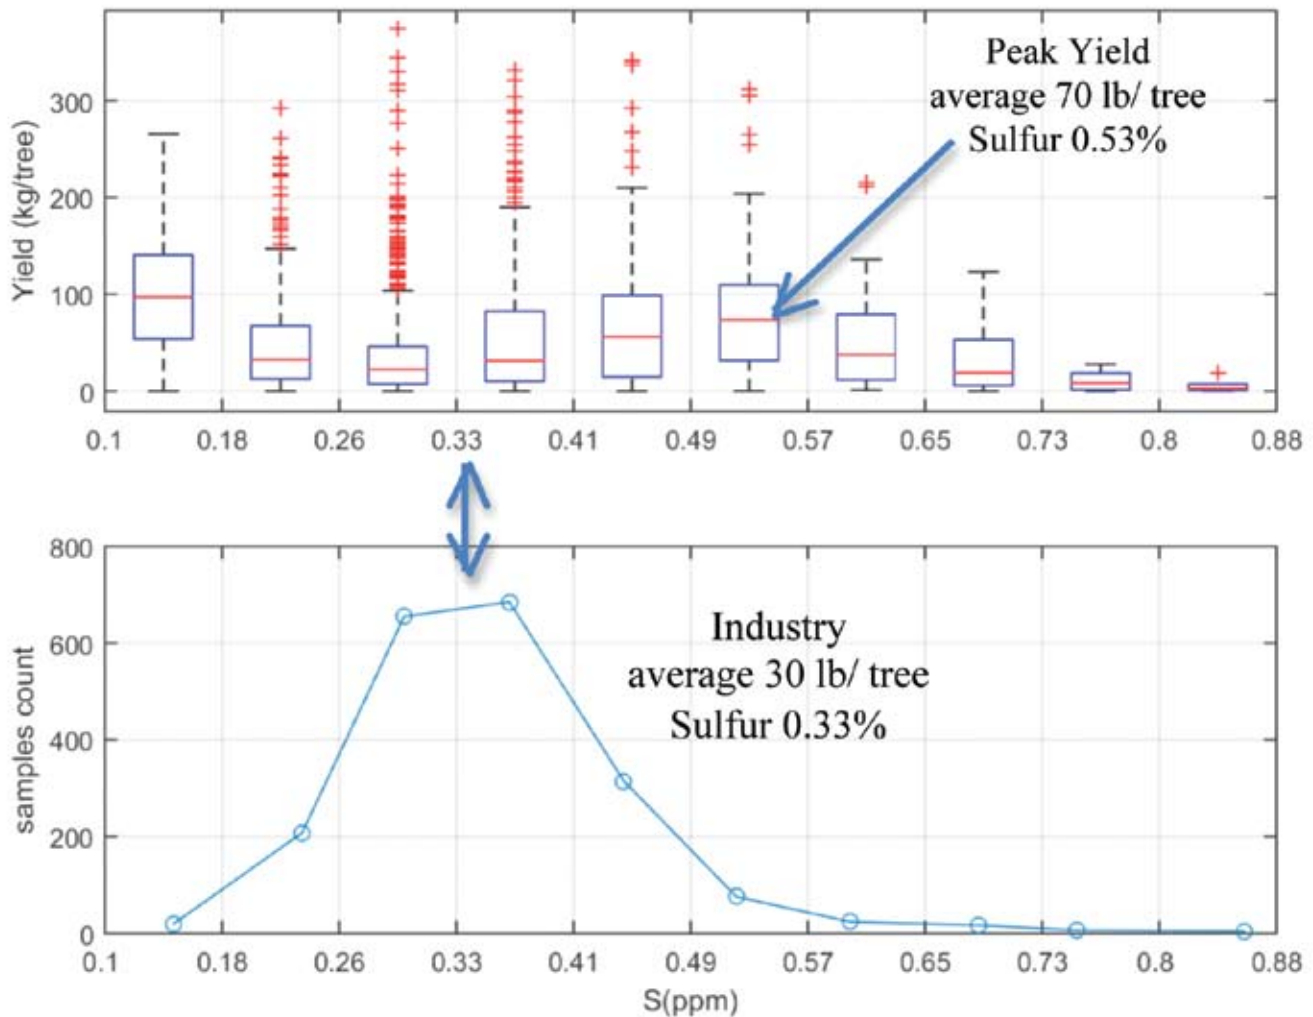 Yield (kg/tree)
300
200
100
0
Peak Yield
average 70 lb/ tree
Sulfur 0.53%
0.1 0.18 0.26 0.33 0.41 0.49 0.57 0.65 0.73 0.8 0.88
samples count
800
600
400
200
0
Industry
average 30 lb/ tree
Sulfur 0.33%
0.1 0.18 0.26 0.33 0.41 0.49 0.57 0.65 0.73 0.8 0.88
S(ppm)